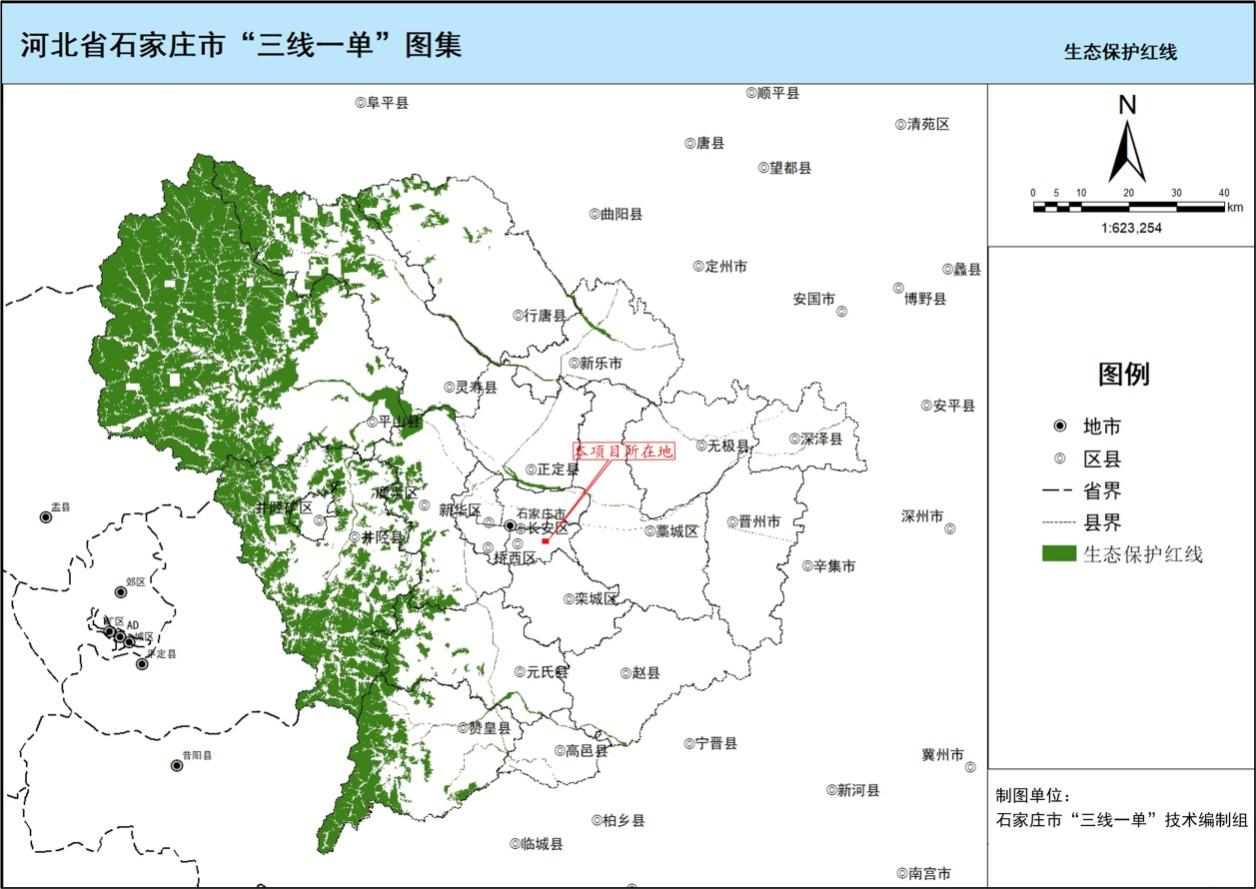 河北省石家庄市“三线一单”图集
生态保护红线
阜平县
顺平县
清苑区
唐县
望都县
曲阳县
定州市
蠡县
博野县
安国市
行唐县
新乐市
灵寿县
安平县
平山县
无极县
深泽县
本项目所在地
正定县
鹿泉区
井陉矿区
新华区
石家庄市
长安区
藁城区
晋州市
深州市
盂县
井陉县
桥西区
辛集市
郊区
栾城区
矿区
AD
城区
平定县
元氏县
赵县
赞皇县
高邑县
宁晋县
昔阳县
冀州市
新河县
柏乡县
临城县
南宫市
N
0 5 10 20 30 40
km
1:623,254
图例
地市
区县
省界
县界
生态保护红线
制图单位：
石家庄市“三线一单”技术编制组